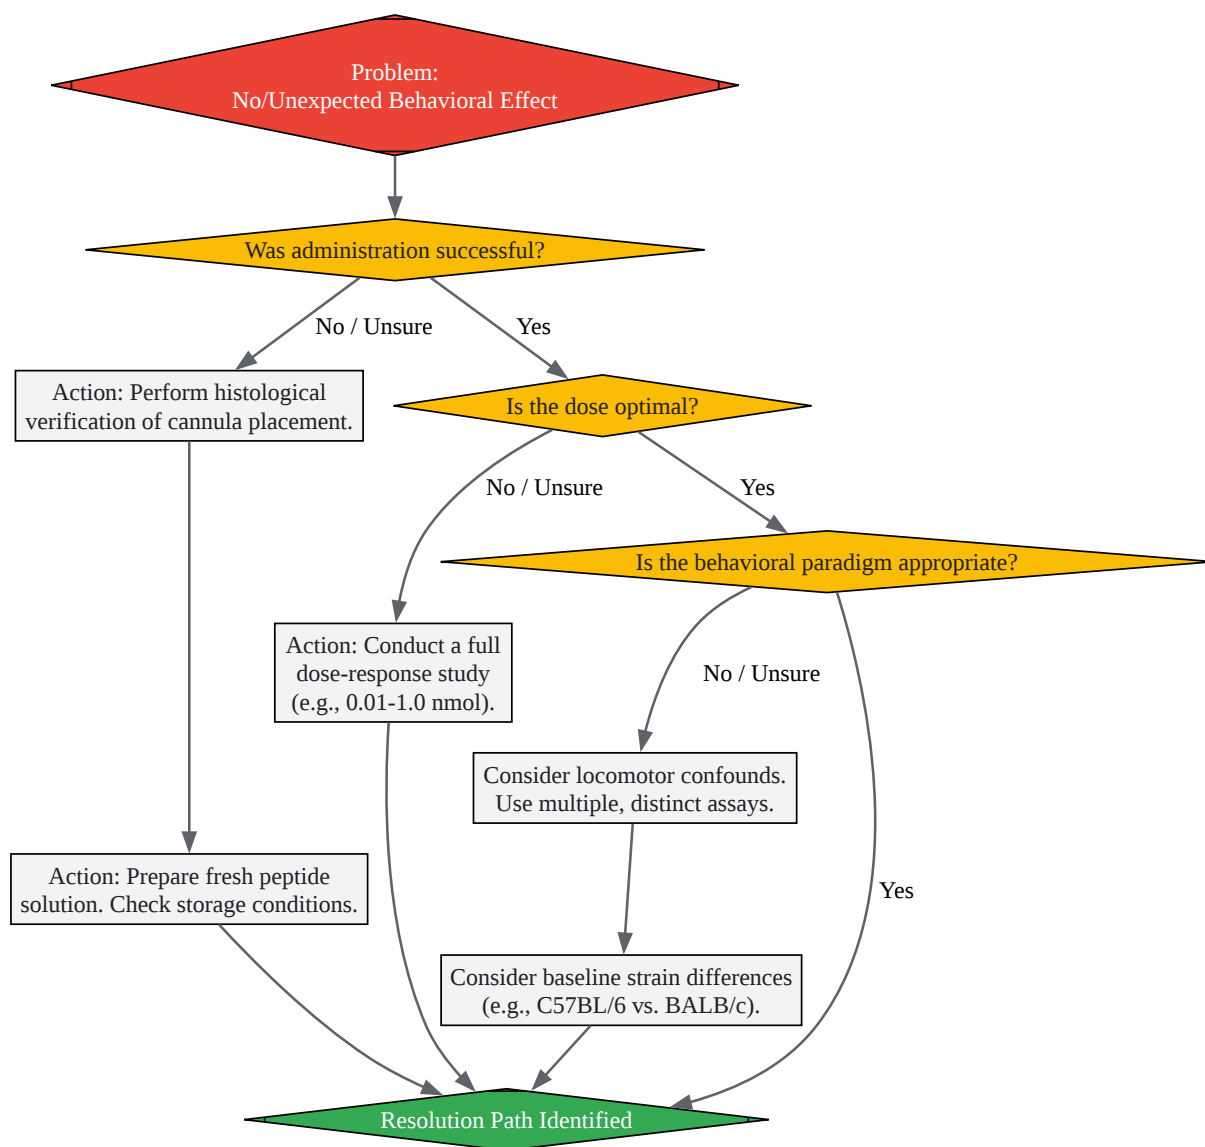 Problem:
No/Unexpected Behavioral Effect
Was administration successful?
No / Unsure
Yes
Action: Perform histological
verification of cannula placement.
Is the dose optimal?
No / Unsure
Yes
Is the behavioral paradigm appropriate?
Action: Conduct a full
dose-response study
(e.g., 0.01-1.0 nmol).
No / Unsure
Consider locomotor confounds.
Use multiple, distinct assays.
Action: Prepare fresh peptide
solution. Check storage conditions.
Yes
Consider baseline strain differences
(e.g., C57BL/6 vs. BALB/c).
Resolution Path Identified